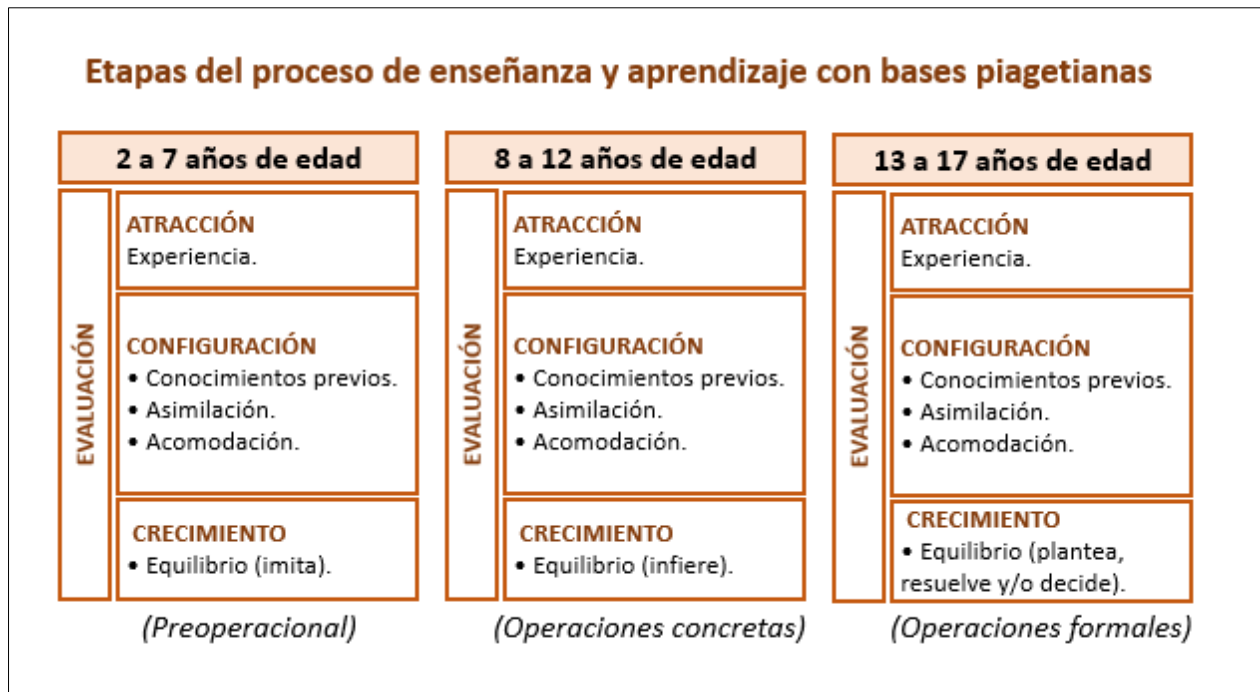 Etapas del proceso de enseñanza y aprendizaje con bases piagetianas
2 a 7 años de edad
EVALUACIÓN
ATRACCIÓN
Experiencia.
CONFIGURACIÓN
• Conocimientos previos.
• Asimilación.
• Acomodación.
CRECIMIENTO
• Equilibrio (imita).
(Preoperacional)
8 a 12 años de edad
EVALUACIÓN
ATRACCIÓN
Experiencia.
CONFIGURACIÓN
• Conocimientos previos.
• Asimilación.
• Acomodación.
CRECIMIENTO
• Equilibrio (infiere).
(Operaciones concretas)
13 a 17 años de edad
EVALUACIÓN
ATRACCIÓN
Experiencia.
CONFIGURACIÓN
• Conocimientos previos.
• Asimilación.
• Acomodación.
CRECIMIENTO
• Equilibrio (plantea,
resuelve y/o decide).
(Operaciones formales)